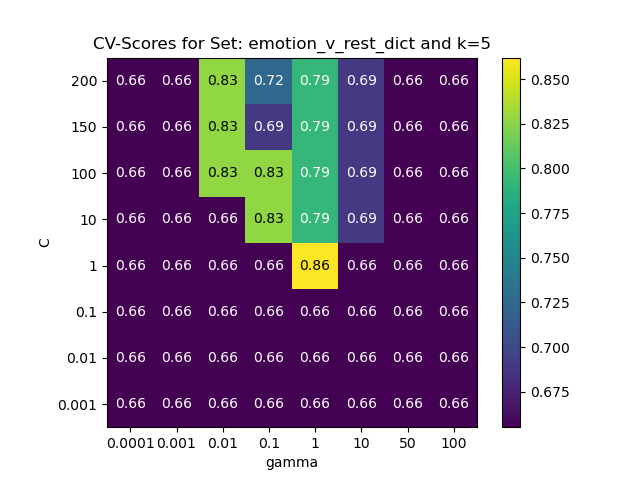 CV-Scores for Set: emotion_v_rest_dict and k=5
200 0.66 0.66 0.83 0.72 0.79 0.69 0.66 0.66
150 0.66 0.66 0.83 0.69 0.79 0.69 0.66 0.66
100 0.66 0.66 0.83 0.83 0.79 0.69 0.66 0.66
10 0.66 0.66 0.66 0.83 0.79 0.69 0.66 0.66
1 0.66 0.66 0.66 0.66 0.86 0.66 0.66 0.66
0.1 0.66 0.66 0.66 0.66 0.66 0.66 0.66 0.66
0.01 0.66 0.66 0.66 0.66 0.66 0.66 0.66 0.66
0.001 0.66 0.66 0.66 0.66 0.66 0.66 0.66 0.66
0.0001 0.001 0.01 0.1 1 10 50 100
gamma
C
0.850
0.825
0.800
0.775
0.750
0.725
0.700
0.675